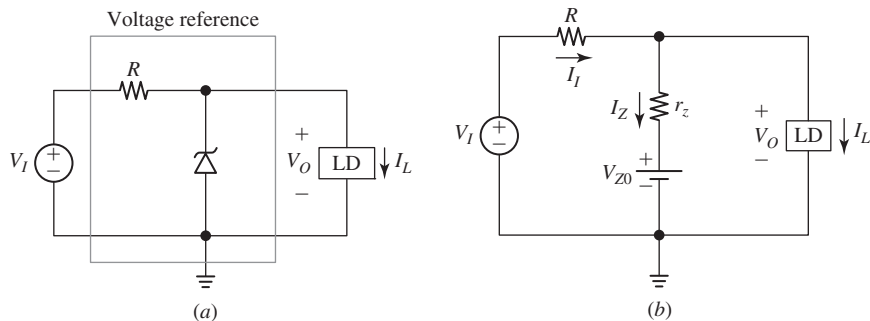 Voltage reference
R
V_I
+
−
+
V_O
−
LD
I_L
(a)
R
I_I
V_I
+
−
I_Z
r_z
V_Z0
+
−
+
V_O
−
LD
I_L
(b)